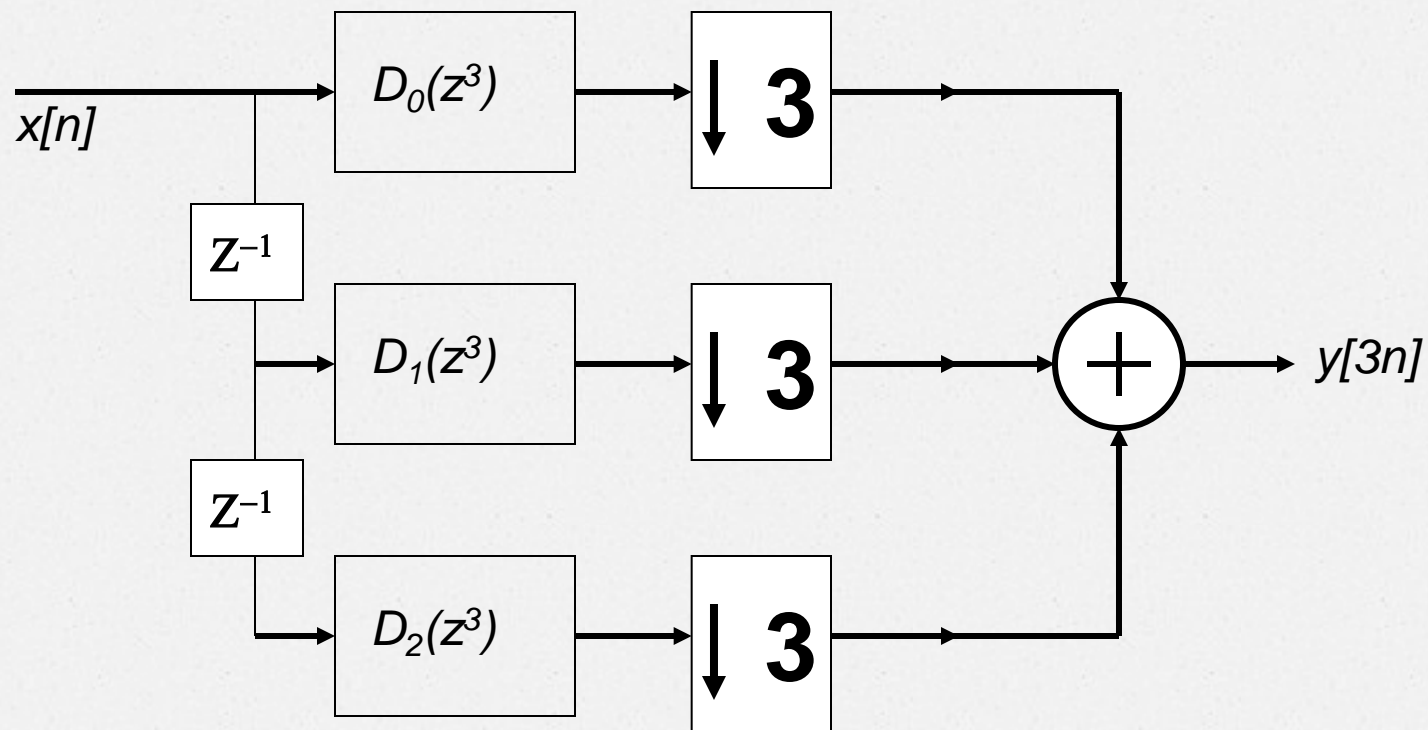 D₀(z³)
↓ 3
x[n]
Z⁻¹
D₁(z³)
↓ 3
+
y[3n]
Z⁻¹
D₂(z³)
↓ 3